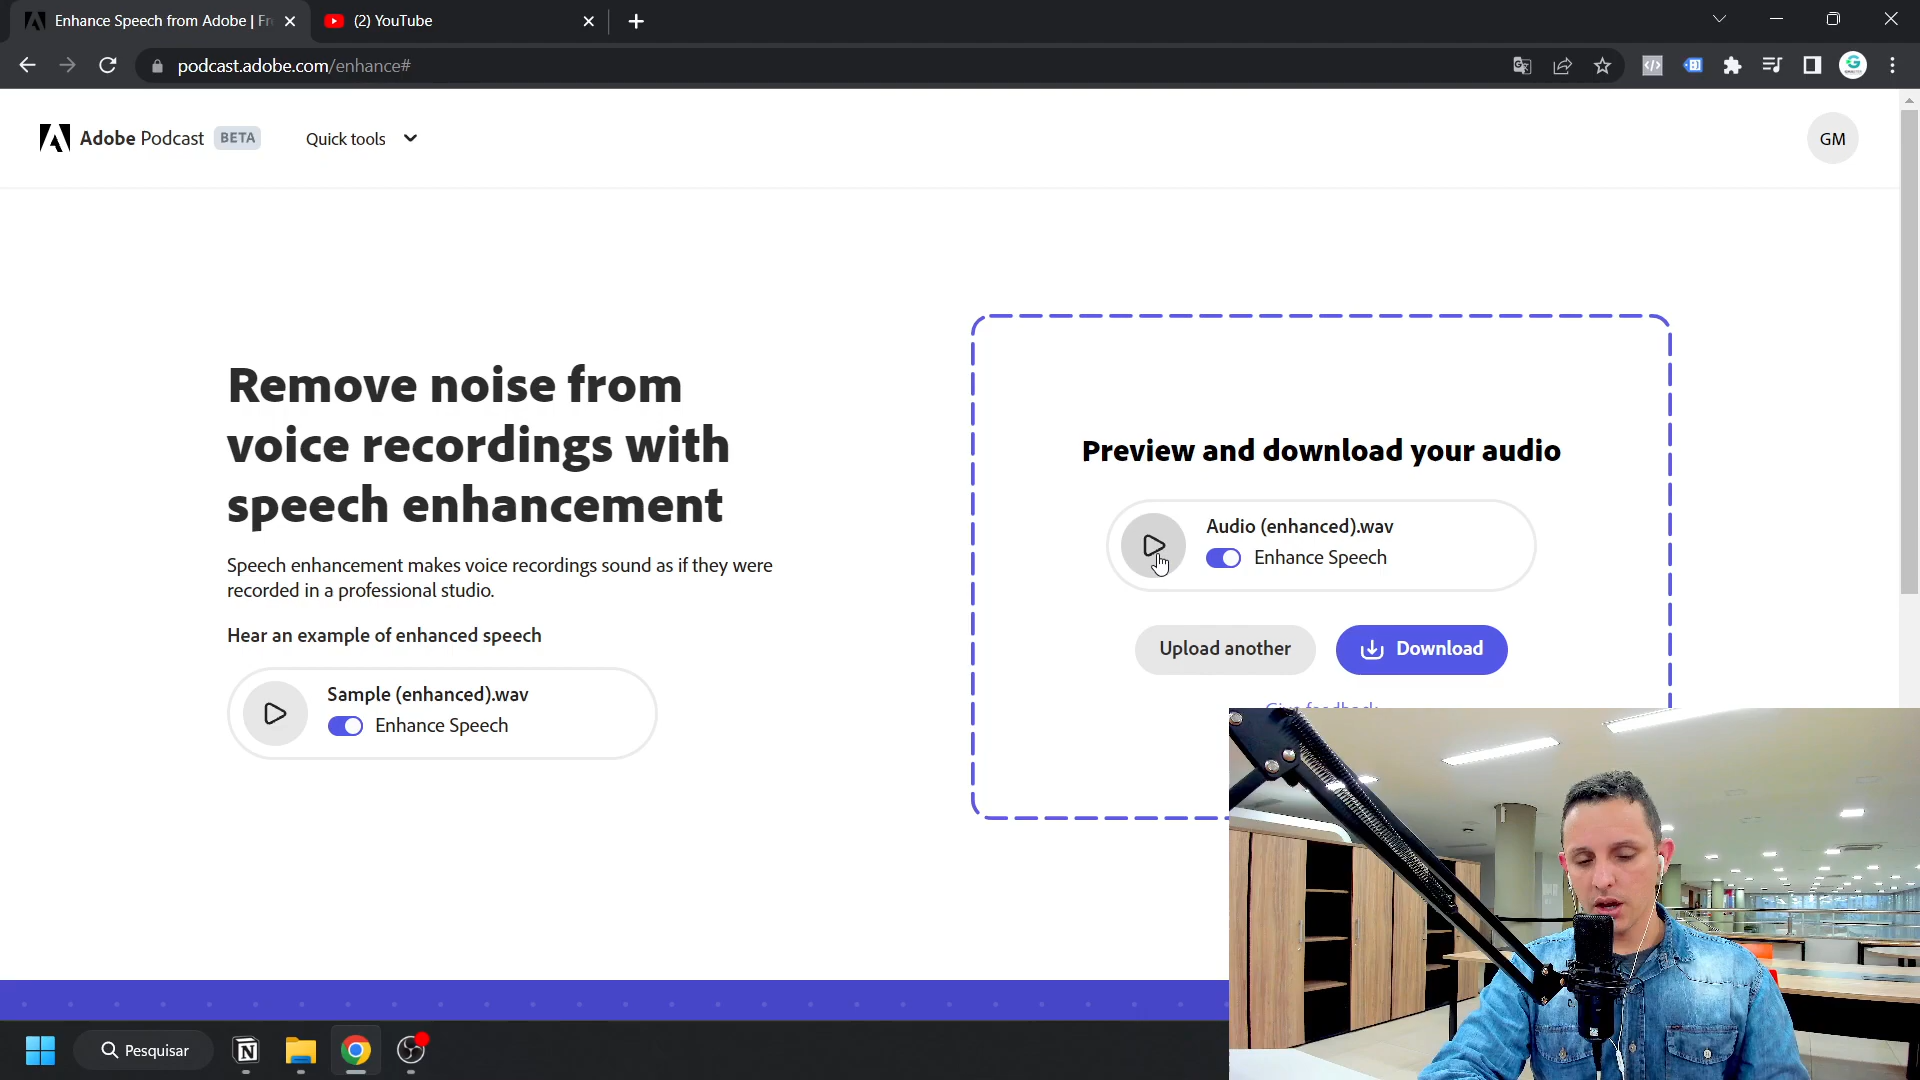 Enhance Speech from Adobe | Fr
(2) YouTube
podcast.adobe.com/enhance#
Adobe Podcast BETA
Quick tools
GM
Remove noise from
voice recordings with
speech enhancement
Speech enhancement makes voice recordings sound as if they were
recorded in a professional studio.
Hear an example of enhanced speech
Sample (enhanced).wav
Enhance Speech
Preview and download your audio
Audio (enhanced).wav
Enhance Speech
Upload another
Download
Give feedback
Pesquisar